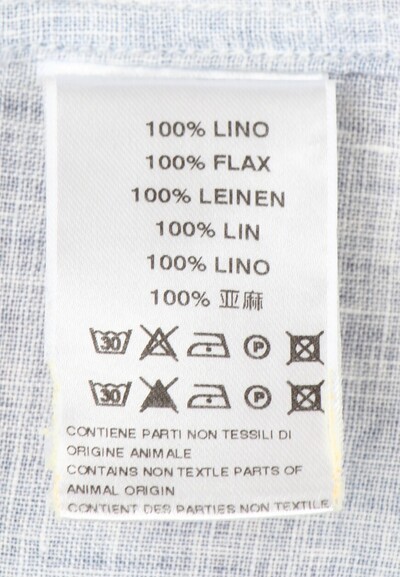 100% LINO
100% FLAX
100% LEINEN
100% LIN
100% LINO
100% 亚麻
30 P
30 P
CONTIENE PARTI NON TESSILI DI
ORIGINE ANIMALE
CONTAINS NON TEXTLE PARTS OF
ANIMAL ORIGIN
CONTIENT DES PARTIES NON TEXTILE